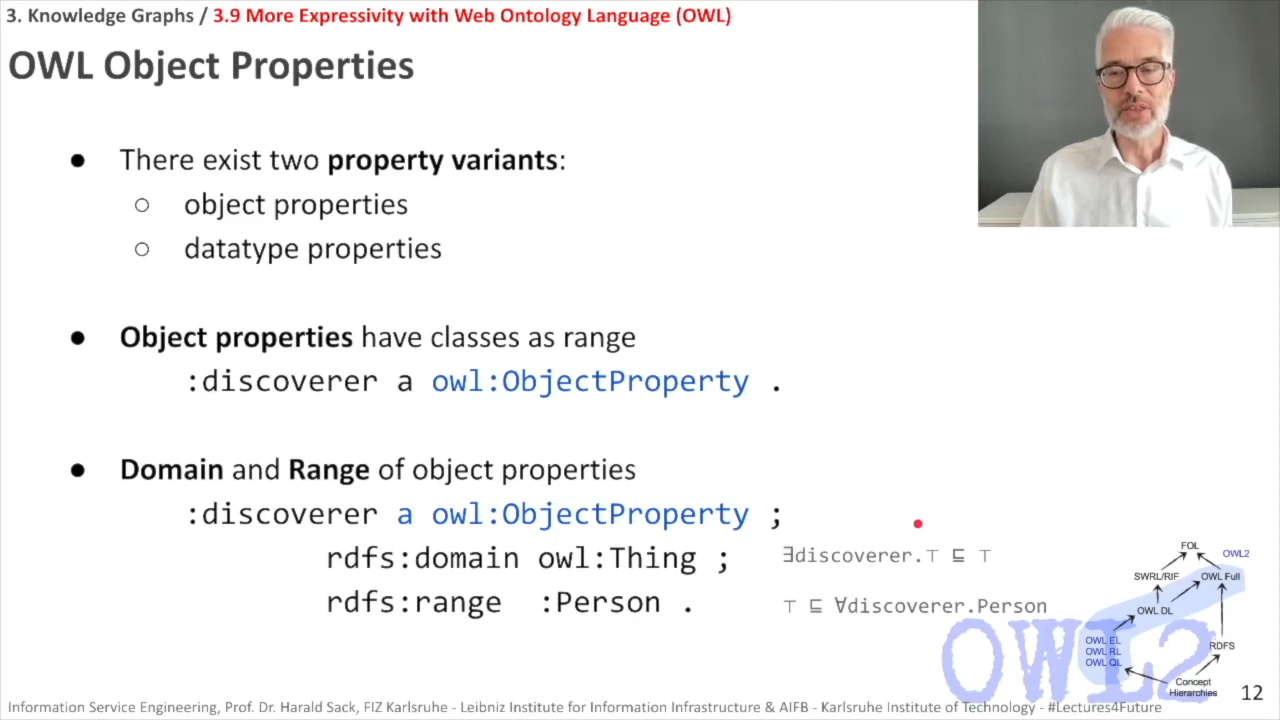 3. Knowledge Graphs / 3.9 More Expressivity with Web Ontology Language (OWL)
OWL Object Properties
● There exist two property variants:
○ object properties
○ datatype properties
● Object properties have classes as range
:discoverer a owl:ObjectProperty .
● Domain and Range of object properties
:discoverer a owl:ObjectProperty ;
rdfs:domain owl:Thing ; ∃discoverer.⊤ ⊑ ⊤
rdfs:range :Person . ⊤ ⊑ ∀discoverer.Person
FOL
OWL2
SWRL/RIF OWL Full
OWL DL
OWL EL
OWL RL
OWL QL
RDFS
Concept
Hierarchies
OWL2
Information Service Engineering, Prof. Dr. Harald Sack, FIZ Karlsruhe - Leibniz Institute for Information Infrastructure & AIFB - Karlsruhe Institute of Technology - #Lectures4Future
12